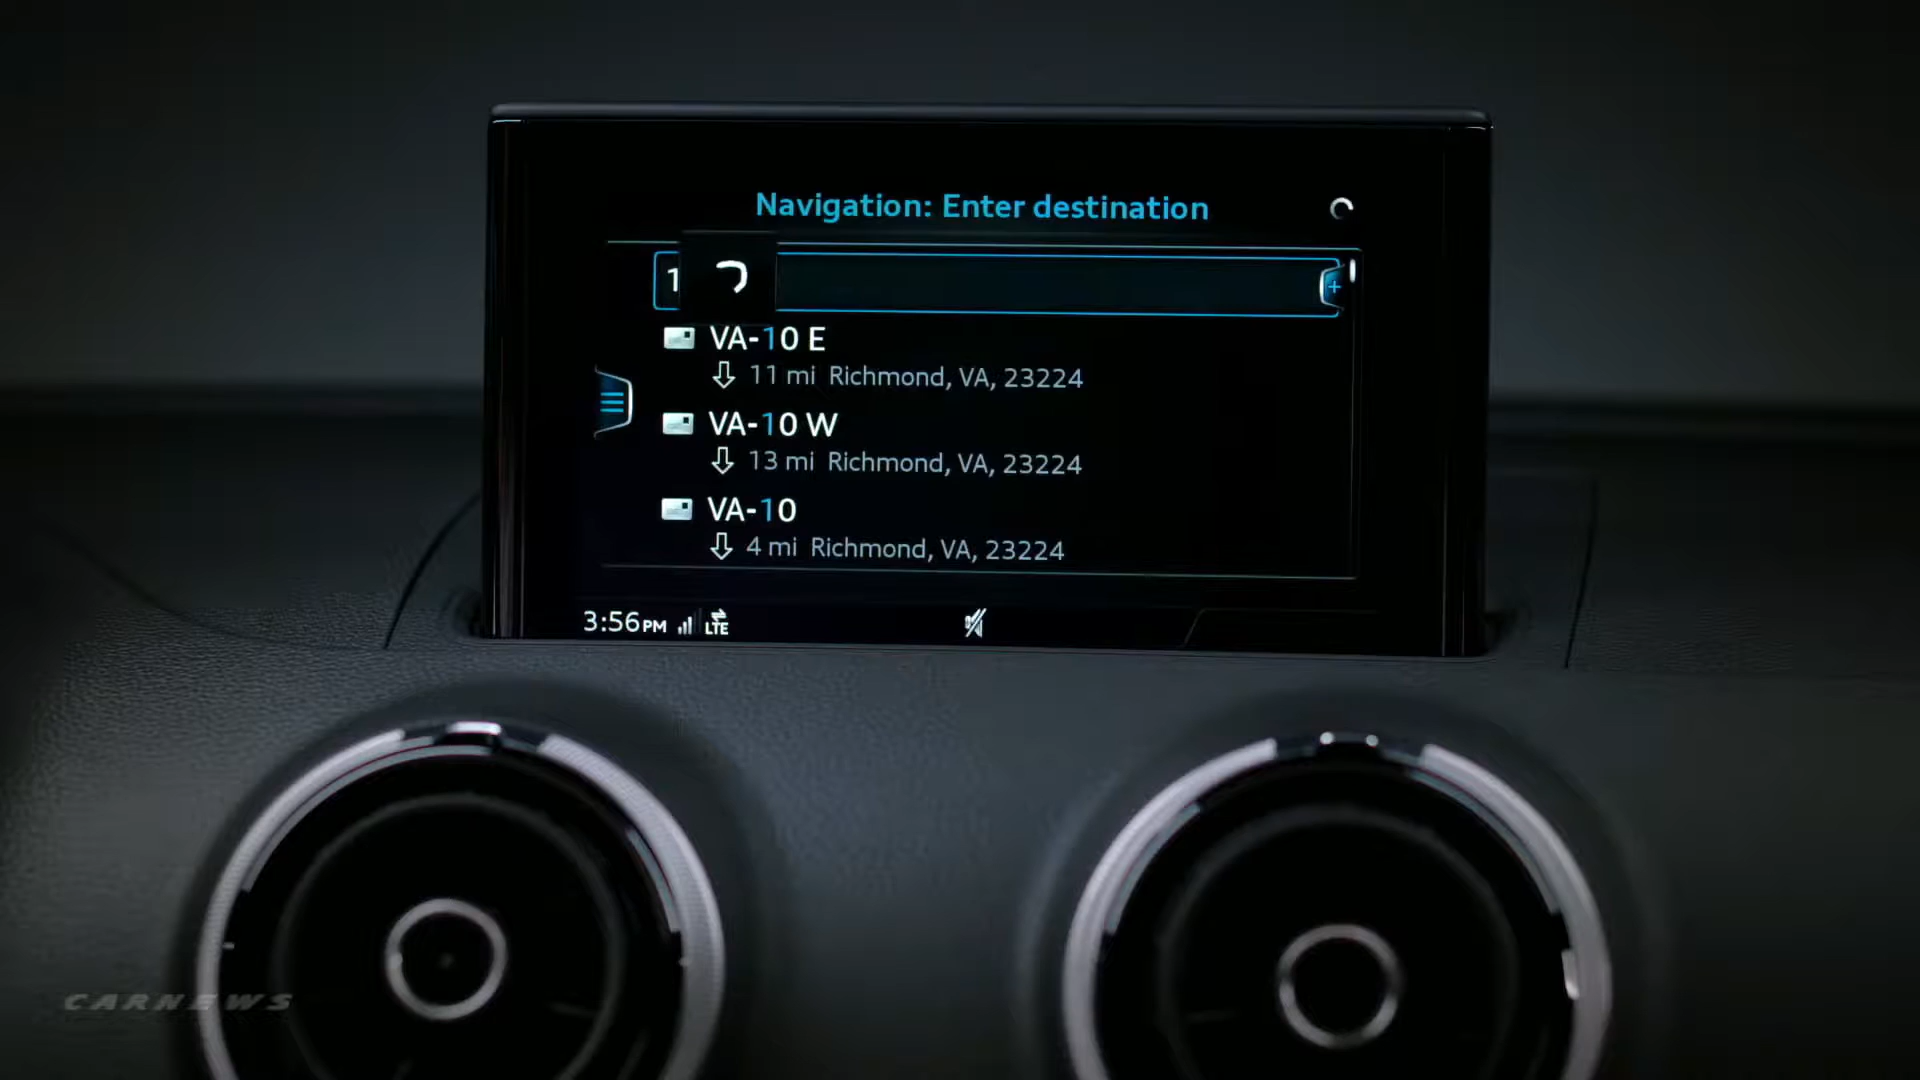 Navigation: Enter destination
1
VA-10 E
11 mi Richmond, VA, 23224
VA-10 W
13 mi Richmond, VA, 23224
VA-10
4 mi Richmond, VA, 23224
3:56PM LTE
CARNEWS